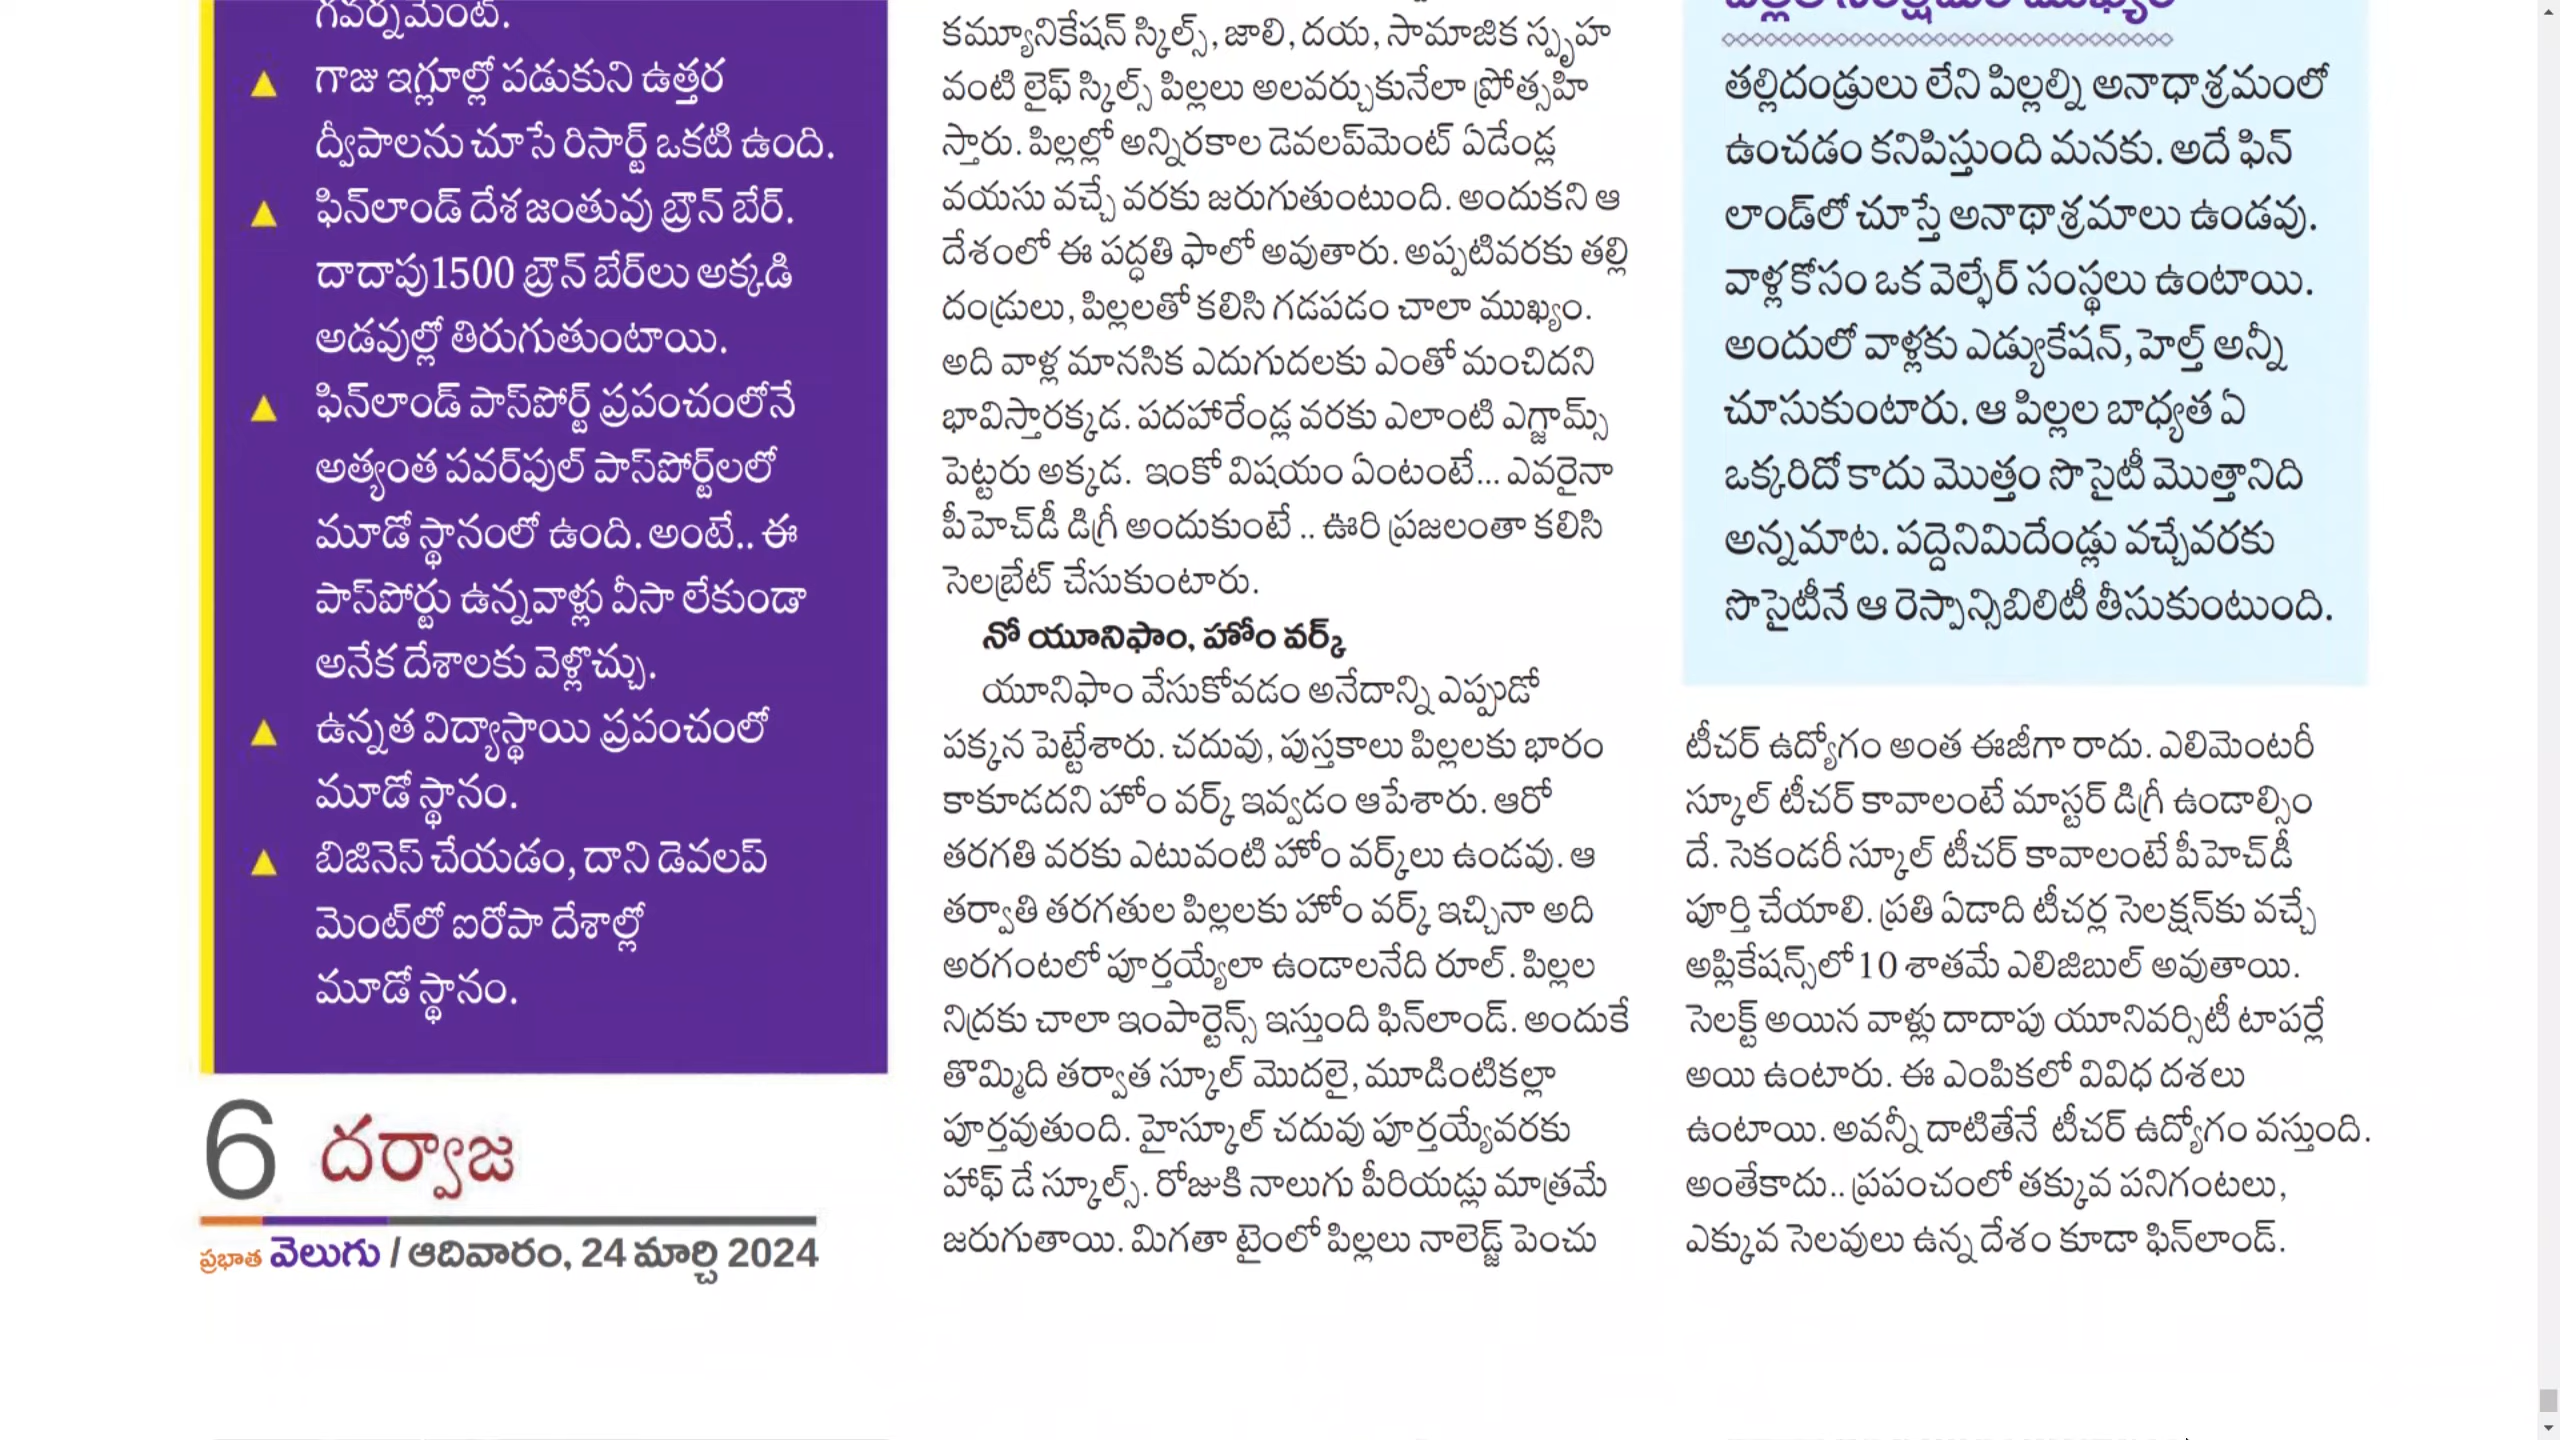 గవర్నమెంట్.
▲ గాజు ఇగ్లూల్లో పడుకుని ఉత్తర
ద్వీపాలను చూసే రిసార్ట్ ఒకటి ఉంది.
▲ ఫిన్‌లాండ్ దేశ జంతువు బ్రౌన్ బేర్.
దాదాపు1500 బ్రౌన్ బేర్‌లు అక్కడి
అడవుల్లో తిరుగుతుంటాయి.
▲ ఫిన్‌లాండ్ పాస్‌పోర్ట్ ప్రపంచంలోనే
అత్యంత పవర్‌ఫుల్ పాస్‌పోర్ట్‌లలో
మూడో స్థానంలో ఉంది. అంటే.. ఈ
పాస్‌పోర్టు ఉన్నవాళ్లు వీసా లేకుండా
అనేక దేశాలకు వెళ్లొచ్చు.
▲ ఉన్నత విద్యాస్థాయి ప్రపంచంలో
మూడో స్థానం.
▲ బిజినెస్ చేయడం, దాని డెవలప్
మెంట్‌లో ఐరోపా దేశాల్లో
మూడో స్థానం.
6 దర్వాజ
ప్రభాత వెలుగు / ఆదివారం, 24 మార్చి 2024
కమ్యూనికేషన్ స్కిల్స్, జాలి, దయ, సామాజిక స్పృహ
వంటి లైఫ్ స్కిల్స్ పిల్లలు అలవర్చుకునేలా ప్రోత్సహి
స్తారు. పిల్లల్లో అన్నిరకాల డెవలప్‌మెంట్ ఏడేండ్ల
వయసు వచ్చే వరకు జరుగుతుంటుంది. అందుకని ఆ
దేశంలో ఈ పద్ధతి ఫాలో అవుతారు. అప్పటివరకు తల్లి
దండ్రులు, పిల్లలతో కలిసి గడపడం చాలా ముఖ్యం.
అది వాళ్ల మానసిక ఎదుగుదలకు ఎంతో మంచిదని
భావిస్తారక్కడ. పదహారేండ్ల వరకు ఎలాంటి ఎగ్జామ్స్
పెట్టరు అక్కడ. ఇంకో విషయం ఏంటంటే... ఎవరైనా
పీహెచ్‌డీ డిగ్రీ అందుకుంటే .. ఊరి ప్రజలంతా కలిసి
సెలబ్రేట్ చేసుకుంటారు.
నో యూనిఫాం, హోం వర్క్
యూనిఫాం వేసుకోవడం అనేదాన్ని ఎప్పుడో
పక్కన పెట్టేశారు. చదువు, పుస్తకాలు పిల్లలకు భారం
కాకూడదని హోం వర్క్ ఇవ్వడం ఆపేశారు. ఆరో
తరగతి వరకు ఎటువంటి హోం వర్క్‌లు ఉండవు. ఆ
తర్వాతి తరగతుల పిల్లలకు హోం వర్క్ ఇచ్చినా అది
అరగంటలో పూర్తయ్యేలా ఉండాలనేది రూల్. పిల్లల
నిద్రకు చాలా ఇంపార్టెన్స్ ఇస్తుంది ఫిన్‌లాండ్. అందుకే
తొమ్మిది తర్వాత స్కూల్ మొదలై, మూడింటికల్లా
పూర్తవుతుంది. హైస్కూల్ చదువు పూర్తయ్యేవరకు
హాఫ్ డే స్కూల్స్. రోజుకి నాలుగు పీరియడ్లు మాత్రమే
జరుగుతాయి. మిగతా టైంలో పిల్లలు నాలెడ్జ్ పెంచు
తల్లిదండ్రులు లేని పిల్లల్ని అనాధాశ్రమంలో
ఉంచడం కనిపిస్తుంది మనకు. అదే ఫిన్
లాండ్‌లో చూస్తే అనాథాశ్రమాలు ఉండవు.
వాళ్లకోసం ఒక వెల్ఫేర్ సంస్థలు ఉంటాయి.
అందులో వాళ్లకు ఎడ్యుకేషన్, హెల్త్ అన్నీ
చూసుకుంటారు. ఆ పిల్లల బాధ్యత ఏ
ఒక్కరిదో కాదు మొత్తం సొసైటీ మొత్తానిది
అన్నమాట. పద్దెనిమిదేండ్లు వచ్చేవరకు
సొసైటీనే ఆ రెస్పాన్సిబిలిటీ తీసుకుంటుంది.
టీచర్ ఉద్యోగం అంత ఈజీగా రాదు. ఎలిమెంటరీ
స్కూల్ టీచర్ కావాలంటే మాస్టర్ డిగ్రీ ఉండాల్సిం
దే. సెకండరీ స్కూల్ టీచర్ కావాలంటే పీహెచ్‌డీ
పూర్తి చేయాలి. ప్రతి ఏడాది టీచర్ల సెలక్షన్‌కు వచ్చే
అప్లికేషన్స్‌లో 10 శాతమే ఎలిజిబుల్ అవుతాయి.
సెలక్ట్ అయిన వాళ్లు దాదాపు యూనివర్సిటీ టాపర్లే
అయి ఉంటారు. ఈ ఎంపికలో వివిధ దశలు
ఉంటాయి. అవన్నీ దాటితేనే టీచర్ ఉద్యోగం వస్తుంది.
అంతేకాదు.. ప్రపంచంలో తక్కువ పనిగంటలు,
ఎక్కువ సెలవులు ఉన్న దేశం కూడా ఫిన్‌లాండ్.